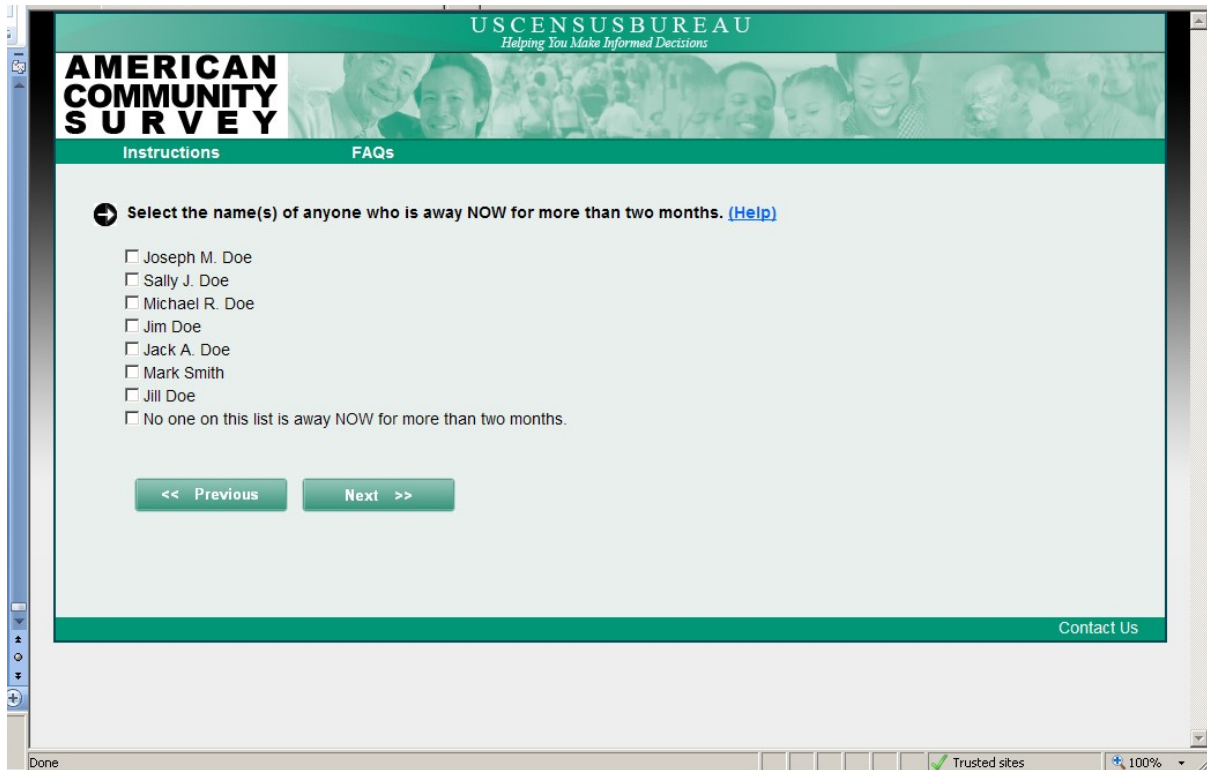 USCENSUSBUREAU
Helping You Make Informed Decisions
AMERICAN
COMMUNITY
SURVEY
Instructions FAQs
Select the name(s) of anyone who is away NOW for more than two months. (Help)
Joseph M. Doe
Sally J. Doe
Michael R. Doe
Jim Doe
Jack A. Doe
Mark Smith
Jill Doe
No one on this list is away NOW for more than two months.
<< Previous Next >>
Contact Us
Done Trusted sites 100%